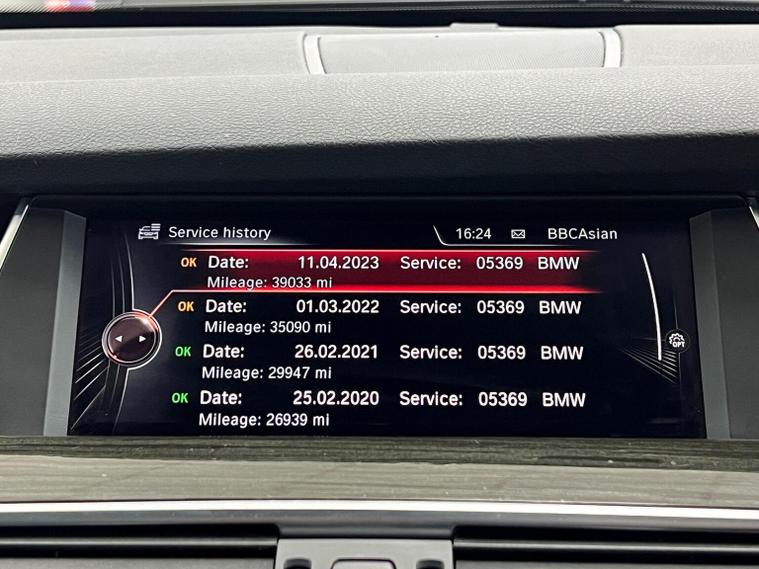 Service history 16:24 BBCAsian
OK Date: 11.04.2023 Service: 05369 BMW
Mileage: 39033 mi
OK Date: 01.03.2022 Service: 05369 BMW
Mileage: 35090 mi
OK Date: 26.02.2021 Service: 05369 BMW
Mileage: 29947 mi
OPT
OK Date: 25.02.2020 Service: 05369 BMW
Mileage: 26939 mi